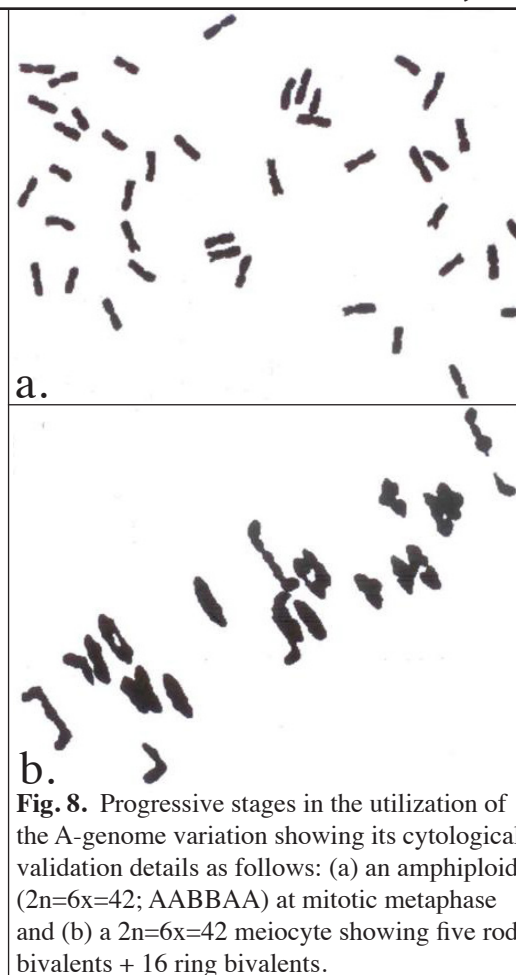 a.
b.
Fig. 8. Progressive stages in the utilization of
the A-genome variation showing its cytological
validation details as follows: (a) an amphiploid
(2n=6x=42; AABBAA) at mitotic metaphase
and (b) a 2n=6x=42 meiocyte showing five rod
bivalents + 16 ring bivalents.